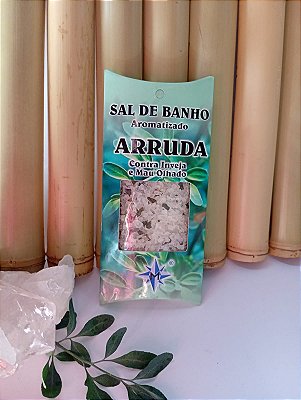 SAL DE BANHO
Aromatizado
ARRUDA
Contra Inveja
e Mau Olhado
M
®